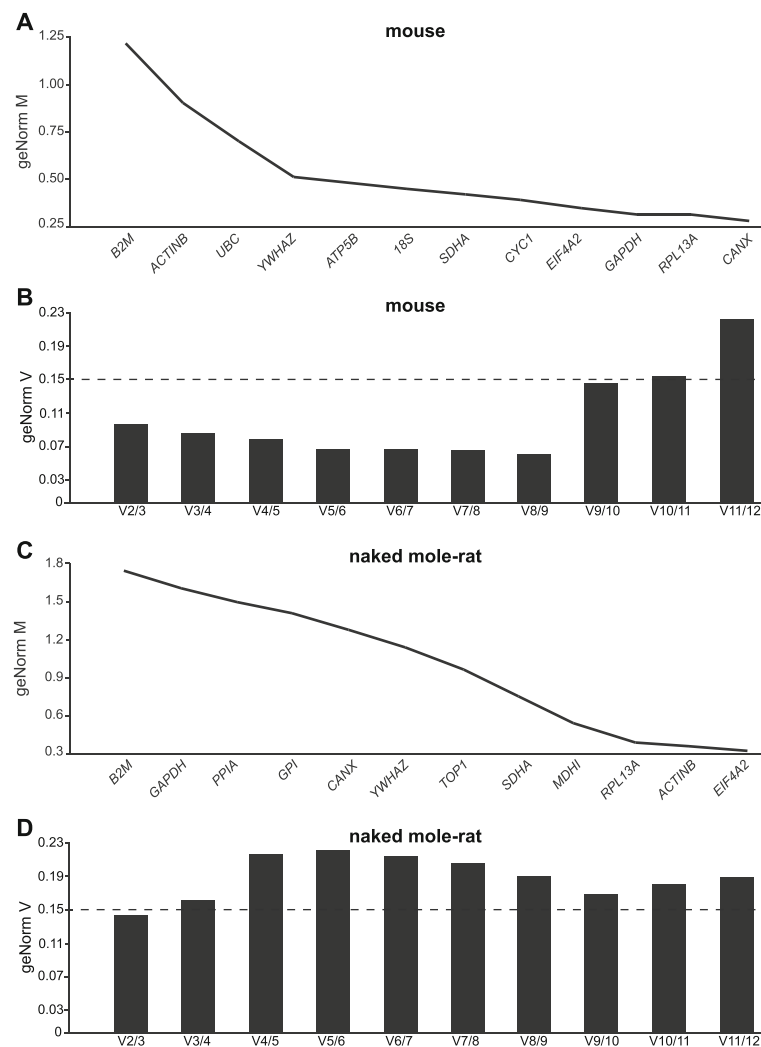 A
mouse
geNorm M
1.25
1.00
0.75
0.50
0.25
B2M ACTINB UBC YWHAZ ATP5B 18S SDHA CYC1 EIF4A2 GAPDH RPL13A CANX
B
mouse
geNorm V
0.23
0.19
0.15
0.11
0.07
0.03
0
V2/3 V3/4 V4/5 V5/6 V6/7 V7/8 V8/9 V9/10 V10/11 V11/12
C
naked mole-rat
geNorm M
1.8
1.5
1.2
0.9
0.6
0.3
B2M GAPDH PPIA GPI CANX YWHAZ TOP1 SDHA MDHI RPL13A ACTINB EIF4A2
D
naked mole-rat
geNorm V
0.23
0.19
0.15
0.11
0.07
0.03
0
V2/3 V3/4 V4/5 V5/6 V6/7 V7/8 V8/9 V9/10 V10/11 V11/12